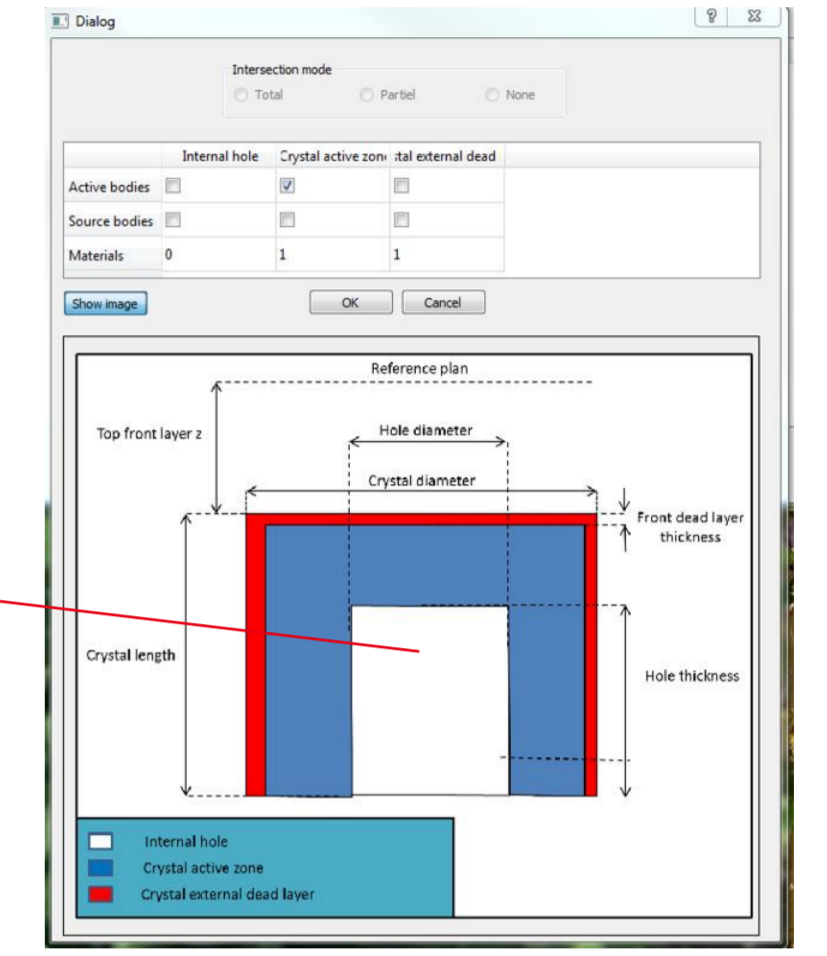 Dialog
Intersection mode
Total Partiel None
Internal hole Crystal active zon :tal external dead
Active bodies
Source bodies
Materials 0 1 1
Show image OK Cancel
Reference plan
Top front layer z
Hole diameter
Crystal diameter
Front dead layer
thickness
Crystal length
Hole thickness
Internal hole
Crystal active zone
Crystal external dead layer